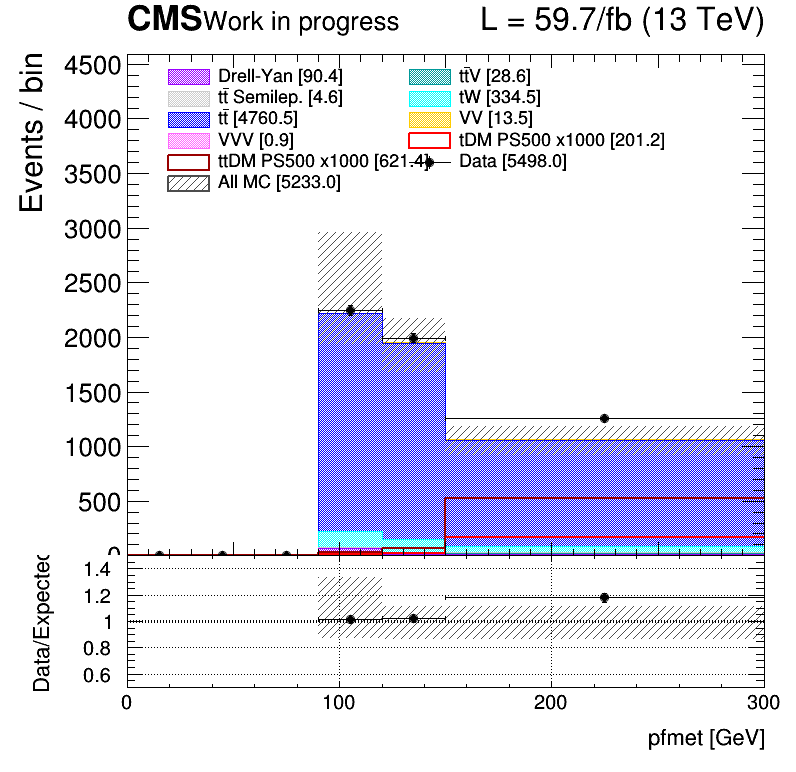 CMS Work in progress L = 59.7/fb (13 TeV)
Events / bin
4500
4000
3500
3000
2500
2000
1500
1000
500
0
Drell-Yan [90.4] tt̄V [28.6]
tt̄ Semilep. [4.6] tW [334.5]
tt̄ [4760.5] VV [13.5]
VVV [0.9] tDM PS500 x1000 [201.2]
ttDM PS500 x1000 [621.4] Data [5498.0]
All MC [5233.0]
Data/Expected
1.4
1.2
1
0.8
0.6
0 100 200 300
pfmet [GeV]